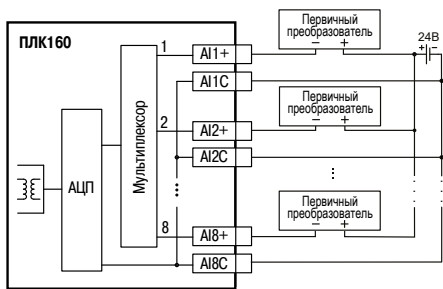 ПЛК160
АЦП
Мультиплексор
1
AI1+
AI1C
2
AI2+
AI2C
8
AI8+
AI8C
Первичный
преобразователь
− +
24В
+ −
Первичный
преобразователь
− +
Первичный
преобразователь
− +